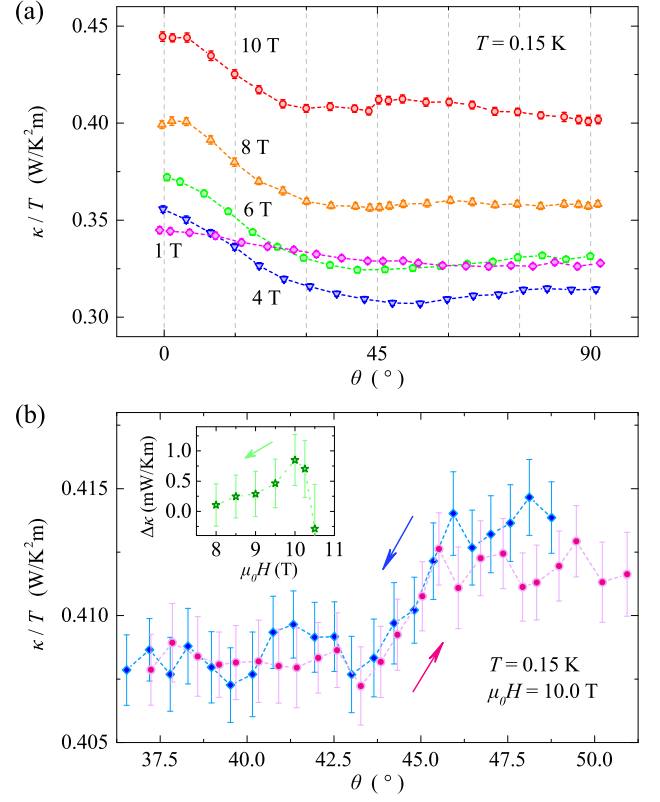 (a)
0.45
0.40
0.35
0.30
κ / T (W/K²m)
10 T
T = 0.15 K
8 T
6 T
1 T
4 T
0
45
90
θ (°)
(b)
0.415
0.410
0.405
κ / T (W/K²m)
1.0
0.5
0.0
Δκ (mW/Km)
8
9
10
11
μ₀H (T)
T = 0.15 K
μ₀H = 10.0 T
37.5
40.0
42.5
45.0
47.5
50.0
θ (°)